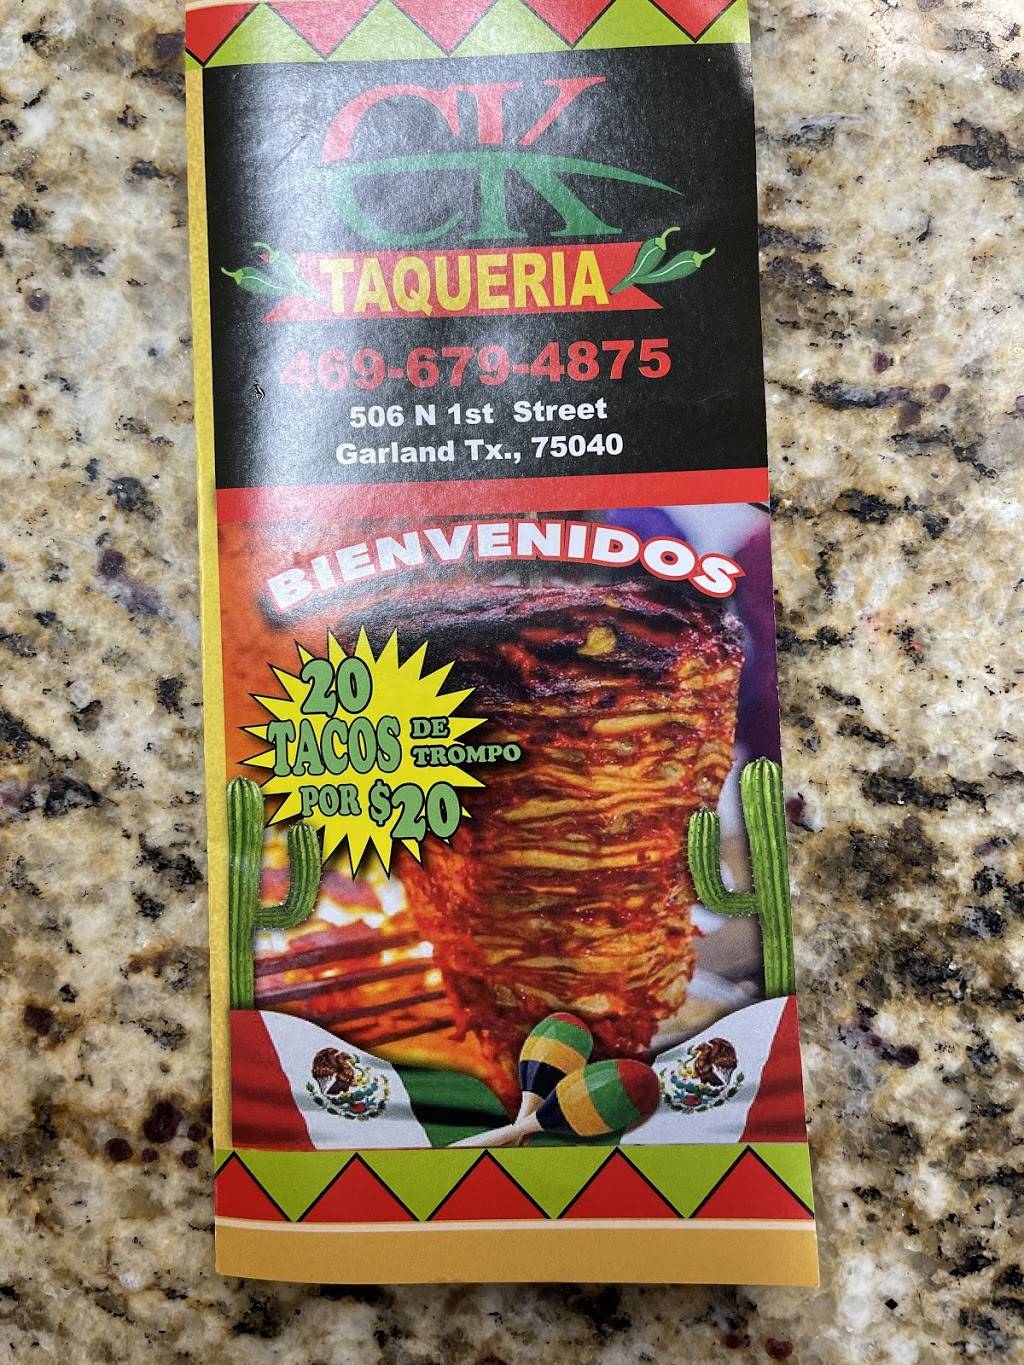 CK
TAQUERIA
469-679-4875
506 N 1st Street
Garland Tx., 75040
BIENVENIDOS
20
TACOS DE TROMPO
POR $20